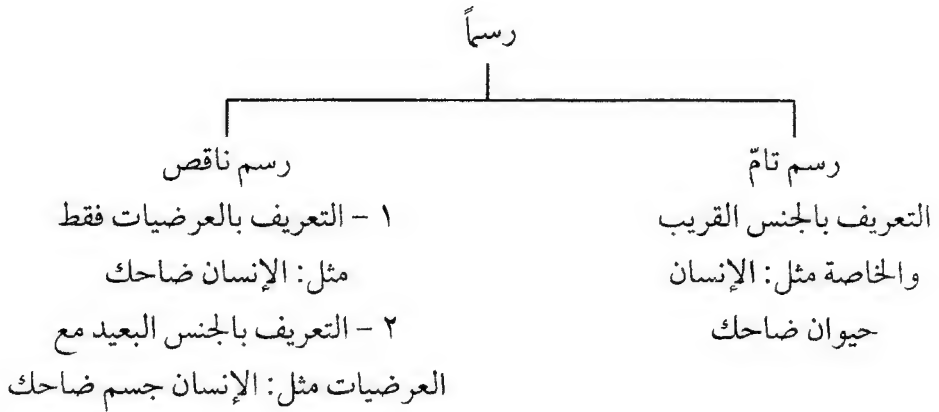 رسماً
رسم تامّ
التعريف بالجنس القريب
والخاصة مثل: الإنسان
حيوان ضاحك
رسم ناقص
١ - التعريف بالعرضيات فقط
مثل: الإنسان ضاحك
٢ - التعريف بالجنس البعيد مع
العرضيات مثل: الإنسان جسم ضاحك